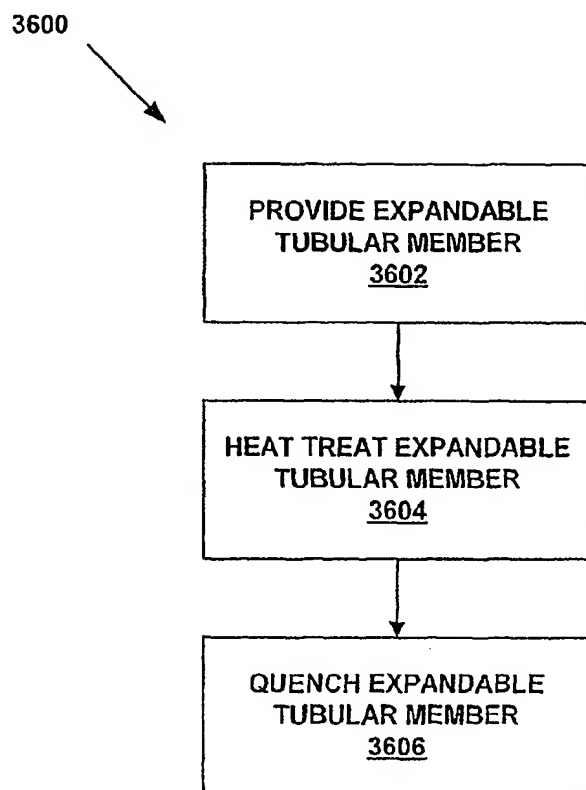 3600
PROVIDE EXPANDABLE
TUBULAR MEMBER
3602
HEAT TREAT EXPANDABLE
TUBULAR MEMBER
3604
QUENCH EXPANDABLE
TUBULAR MEMBER
3606